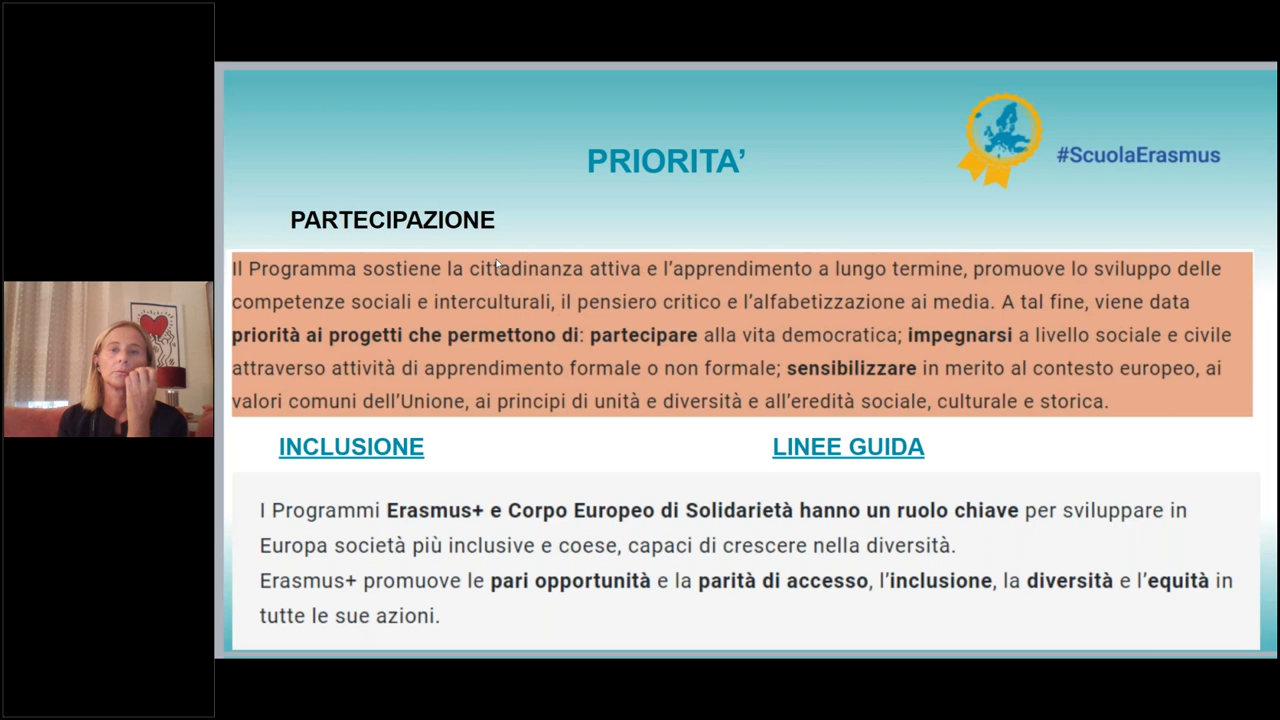 PRIORITA’
#ScuolaErasmus
PARTECIPAZIONE
Il Programma sostiene la cittadinanza attiva e l’apprendimento a lungo termine, promuove lo sviluppo delle
competenze sociali e interculturali, il pensiero critico e l’alfabetizzazione ai media. A tal fine, viene data
priorità ai progetti che permettono di: partecipare alla vita democratica; impegnarsi a livello sociale e civile
attraverso attività di apprendimento formale o non formale; sensibilizzare in merito al contesto europeo, ai
valori comuni dell’Unione, ai principi di unità e diversità e all’eredità sociale, culturale e storica.
INCLUSIONE
LINEE GUIDA
I Programmi Erasmus+ e Corpo Europeo di Solidarietà hanno un ruolo chiave per sviluppare in
Europa società più inclusive e coese, capaci di crescere nella diversità.
Erasmus+ promuove le pari opportunità e la parità di accesso, l’inclusione, la diversità e l’equità in
tutte le sue azioni.